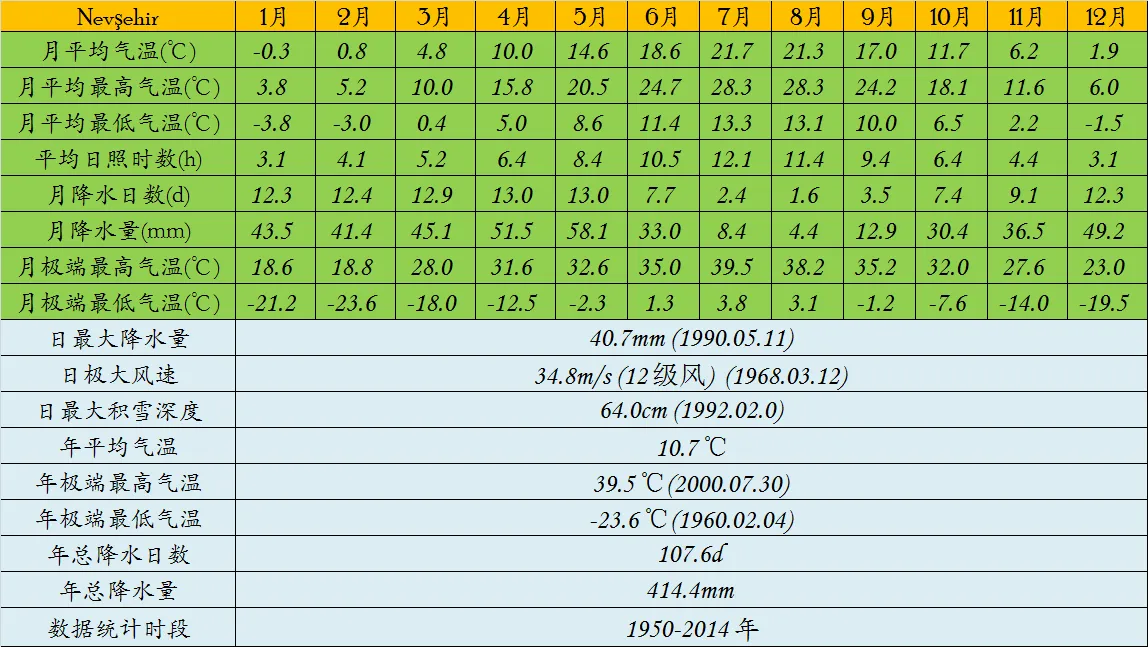 Nevşehir 1月 2月 3月 4月 5月 6月 7月 8月 9月 10月 11月 12月
月平均气温(℃) -0.3 0.8 4.8 10.0 14.6 18.6 21.7 21.3 17.0 11.7 6.2 1.9
月平均最高气温(℃) 3.8 5.2 10.0 15.8 20.5 24.7 28.3 28.3 24.2 18.1 11.6 6.0
月平均最低气温(℃) -3.8 -3.0 0.4 5.0 8.6 11.4 13.3 13.1 10.0 6.5 2.2 -1.5
平均日照时数(h) 3.1 4.1 5.2 6.4 8.4 10.5 12.1 11.4 9.4 6.4 4.4 3.1
月降水日数(d) 12.3 12.4 12.9 13.0 13.0 7.7 2.4 1.6 3.5 7.4 9.1 12.3
月降水量(mm) 43.5 41.4 45.1 51.5 58.1 33.0 8.4 4.4 12.9 30.4 36.5 49.2
月极端最高气温(℃) 18.6 18.8 28.0 31.6 32.6 35.0 39.5 38.2 35.2 32.0 27.6 23.0
月极端最低气温(℃) -21.2 -23.6 -18.0 -12.5 -2.3 1.3 3.8 3.1 -1.2 -7.6 -14.0 -19.5
日最大降水量 40.7mm (1990.05.11)
日极大风速 34.8m/s (12级风) (1968.03.12)
日最大积雪深度 64.0cm (1992.02.0)
年平均气温 10.7℃
年极端最高气温 39.5℃(2000.07.30)
年极端最低气温 -23.6℃(1960.02.04)
年总降水日数 107.6d
年总降水量 414.4mm
数据统计时段 1950-2014年